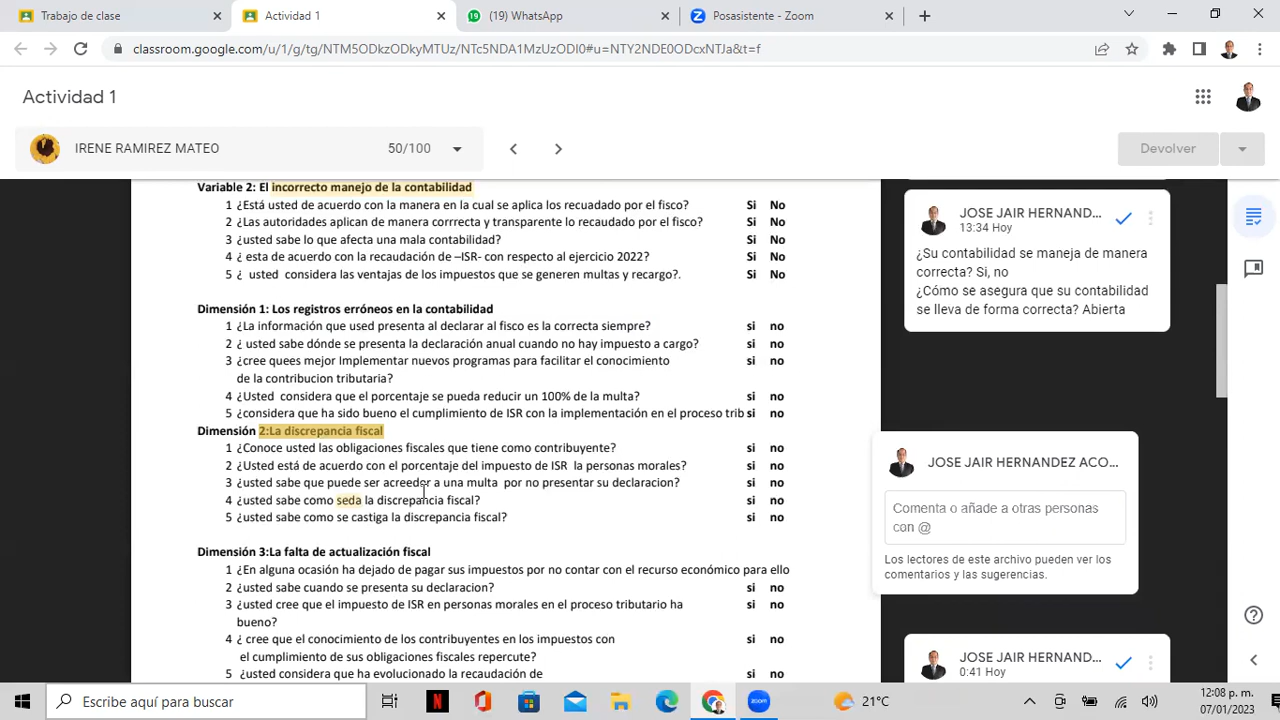 Trabajo de clase
Actividad 1
(19) WhatsApp
Posasistente - Zoom
classroom.google.com/u/1/g/tg/NTM5ODkzODkyMTUz/NTc5NDA1MzUzODI0#u=NTY2NDE0ODcxNTJa&t=f
Actividad 1
IRENE RAMIREZ MATEO
50/100
Devolver
Variable 2: El incorrecto manejo de la contabilidad
1 ¿Está usted de acuerdo con la manera en la cual se aplica los recuadado por el fisco? Si No
2 ¿Las autoridades aplican de manera corrrecta y transparente lo recaudado por el fisco? Si No
3 ¿usted sabe lo que afecta una mala contabilidad? Si No
4 ¿ esta de acuerdo con la recaudación de –ISR- con respecto al ejercicio 2022? Si No
5 ¿ usted considera las ventajas de los impuestos que se generen multas y recargo?. Si No
Dimensión 1: Los registros erróneos en la contabilidad
1 ¿La información que used presenta al declarar al fisco es la correcta siempre? si no
2 ¿ usted sabe dónde se presenta la declaración anual cuando no hay impuesto a cargo? si no
3 ¿cree quees mejor Implementar nuevos programas para facilitar el conocimiento si no
de la contribucion tributaria?
4 ¿Usted considera que el porcentaje se pueda reducir un 100% de la multa? si no
5 ¿considera que ha sido bueno el cumplimiento de ISR con la implementación en el proceso trib si no
Dimensión 2:La discrepancia fiscal
1 ¿Conoce usted las obligaciones fiscales que tiene como contribuyente? si no
2 ¿Usted está de acuerdo con el porcentaje del impuesto de ISR la personas morales? si no
3 ¿usted sabe que puede ser acreedor a una multa por no presentar su declaracion? si no
4 ¿usted sabe como seda la discrepancia fiscal? si no
5 ¿usted sabe como se castiga la discrepancia fiscal? si no
Dimensión 3:La falta de actualización fiscal
1 ¿En alguna ocasión ha dejado de pagar sus impuestos por no contar con el recurso económico para ello
2 ¿usted sabe cuando se presenta su declaracion? si no
3 ¿usted cree que el impuesto de ISR en personas morales en el proceso tributario ha si no
bueno?
4 ¿ cree que el conocimiento de los contribuyentes en los impuestos con si no
el cumplimiento de sus obligaciones fiscales repercute?
5 ¿usted considera que ha evolucionado la recaudación de si no
JOSE JAIR HERNAND...
13:34 Hoy
¿Su contabilidad se maneja de manera
correcta? Si, no
¿Cómo se asegura que su contabilidad
se lleva de forma correcta? Abierta
JOSE JAIR HERNANDEZ ACO...
Comenta o añade a otras personas
con @
Los lectores de este archivo pueden ver los
comentarios y las sugerencias.
JOSE JAIR HERNAND...
0:41 Hoy
Escribe aquí para buscar
21°C
12:08 p. m.
07/01/2023